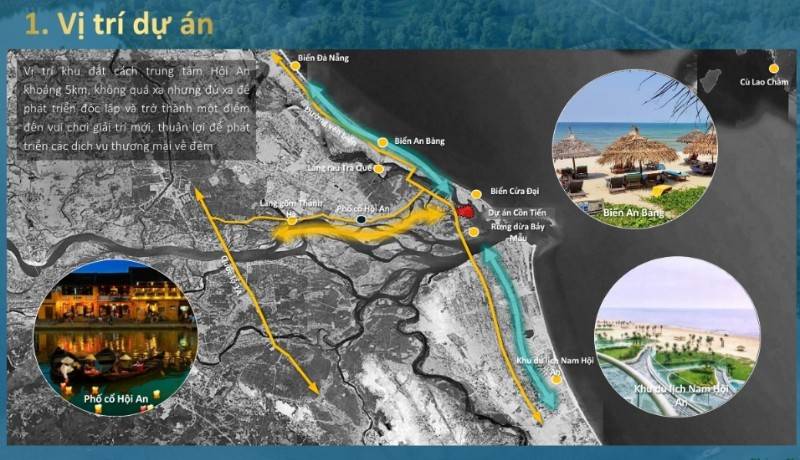 1. Vị trí dự án
Vị trí khu đất cách trung tâm Hội An
khoảng 5km, không quá xa nhưng đủ xa để
phát triển độc lập và trở thành một điểm
đến vui chơi giải trí mới, thuận lợi để phát
triển các dịch vụ thương mại về đêm
Biển Đà Nẵng
Cù Lao Chàm
Đường ven biển
Biển An Bàng
Làng rau Trà Quế
Biển Cửa Đại
Làng gốm Thanh
Hà
Phố cổ Hội An
Dự án Cồn Tiến
Rừng dừa Bảy
Mẫu
Biển An Bàng
Khu du lịch Nam Hội
An
Phố cổ Hội An
Khu du lịch Nam Hội
An